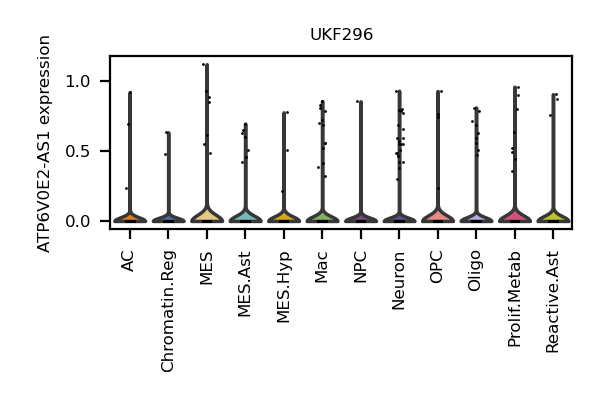 UKF296
ATP6V0E2-AS1 expression
1.0
0.5
0.0
AC
Chromatin.Reg
MES
MES.Ast
MES.Hyp
Mac
NPC
Neuron
OPC
Oligo
Prolif.Metab
Reactive.Ast